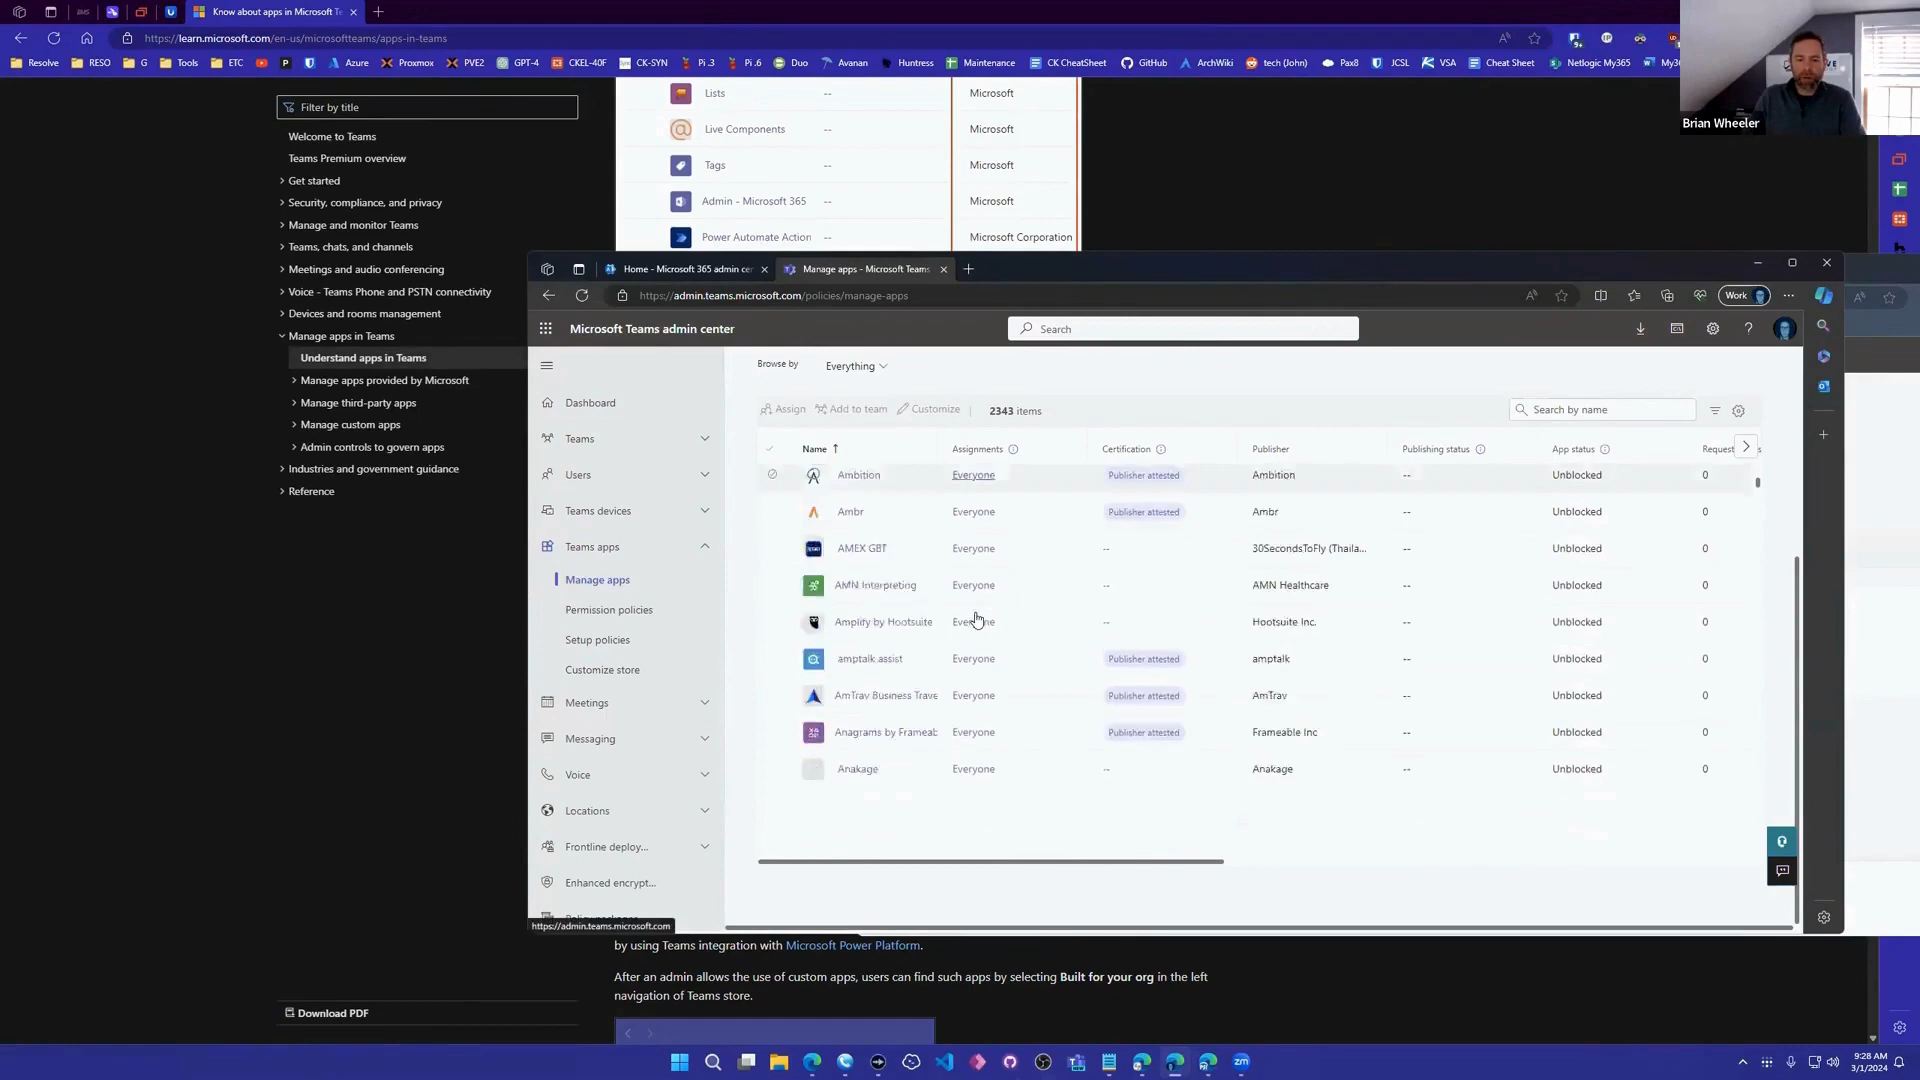 Know about apps in Microsoft Te
https://learn.microsoft.com/en-us/microsoftteams/apps-in-teams
Resolve
RESO
G
Tools
ETC
Azure
Proxmox
PVE2
GPT-4
CKEL-40F
CK-SYN
Pi .3
Pi .6
Duo
Avanan
Huntress
Maintenance
CK CheatSheet
GitHub
ArchWiki
tech (John)
Pax8
JCSL
VSA
Cheat Sheet
Netlogic My365
Brian Wheeler
Filter by title
Welcome to Teams
Teams Premium overview
Get started
Security, compliance, and privacy
Manage and monitor Teams
Teams, chats, and channels
Meetings and audio conferencing
Voice - Teams Phone and PSTN connectivity
Devices and rooms management
Manage apps in Teams
Understand apps in Teams
Manage apps provided by Microsoft
Manage third-party apps
Manage custom apps
Admin controls to govern apps
Industries and government guidance
Reference
Download PDF
Lists -- Microsoft
Live Components -- Microsoft
Tags -- Microsoft
Admin - Microsoft 365 -- Microsoft
Power Automate Action -- Microsoft Corporation
Home - Microsoft 365 admin cer
Manage apps - Microsoft Teams
https://admin.teams.microsoft.com/policies/manage-apps
Work
Microsoft Teams admin center
Search
Dashboard
Teams
Users
Teams devices
Teams apps
Manage apps
Permission policies
Setup policies
Customize store
Meetings
Messaging
Voice
Locations
Frontline deploy...
Enhanced encrypt...
https://admin.teams.microsoft.com
Browse by Everything
Assign Add to team Customize | 2343 items Search by name
Name Assignments Certification Publisher Publishing status App status Request
Ambition Everyone Publisher attested Ambition -- Unblocked 0
Ambr Everyone Publisher attested Ambr -- Unblocked 0
AMEX GBT Everyone -- 30SecondsToFly (Thaila... -- Unblocked 0
AMN Interpreting Everyone -- AMN Healthcare -- Unblocked 0
Amplify by Hootsuite Everyone -- Hootsuite Inc. -- Unblocked 0
amptalk assist Everyone Publisher attested amptalk -- Unblocked 0
AmTrav Business Trave Everyone Publisher attested AmTrav -- Unblocked 0
Anagrams by Frameab Everyone Publisher attested Frameable Inc -- Unblocked 0
Anakage Everyone -- Anakage -- Unblocked 0
by using Teams integration with Microsoft Power Platform.
After an admin allows the use of custom apps, users can find such apps by selecting Built for your org in the left
navigation of Teams store.
9:28 AM
3/1/2024